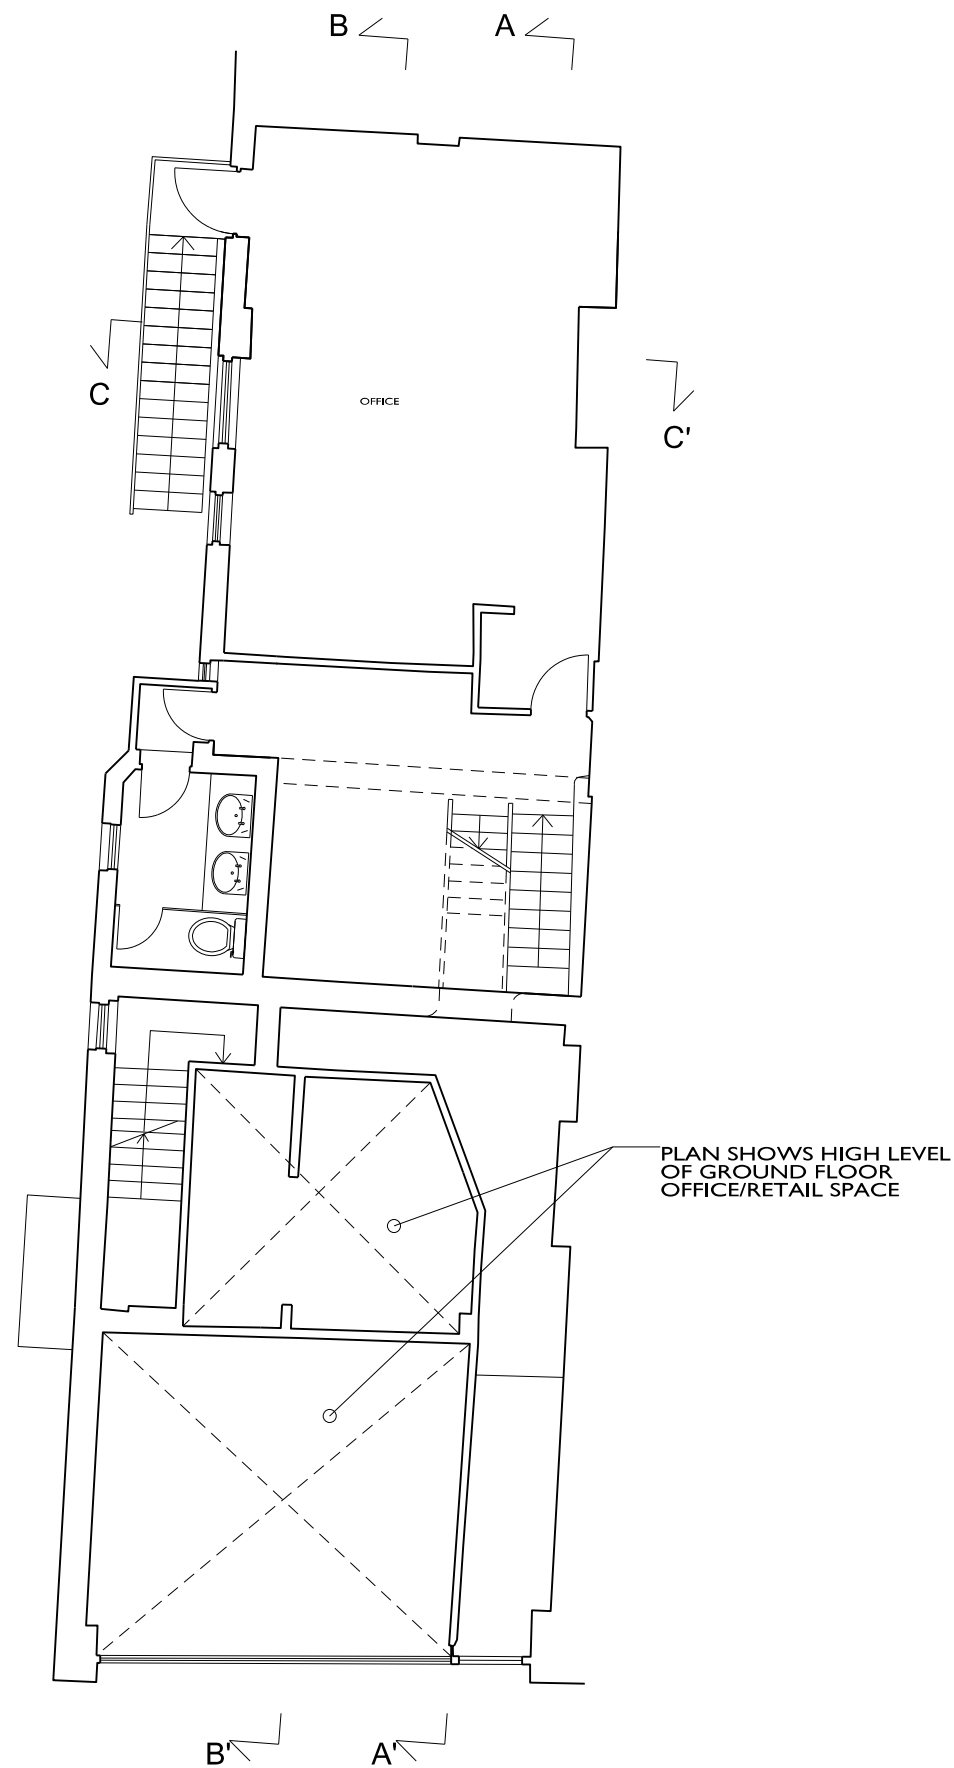 B
A
C
OFFICE
C'
PLAN SHOWS HIGH LEVEL
OF GROUND FLOOR
OFFICE/RETAIL SPACE
B'
A'